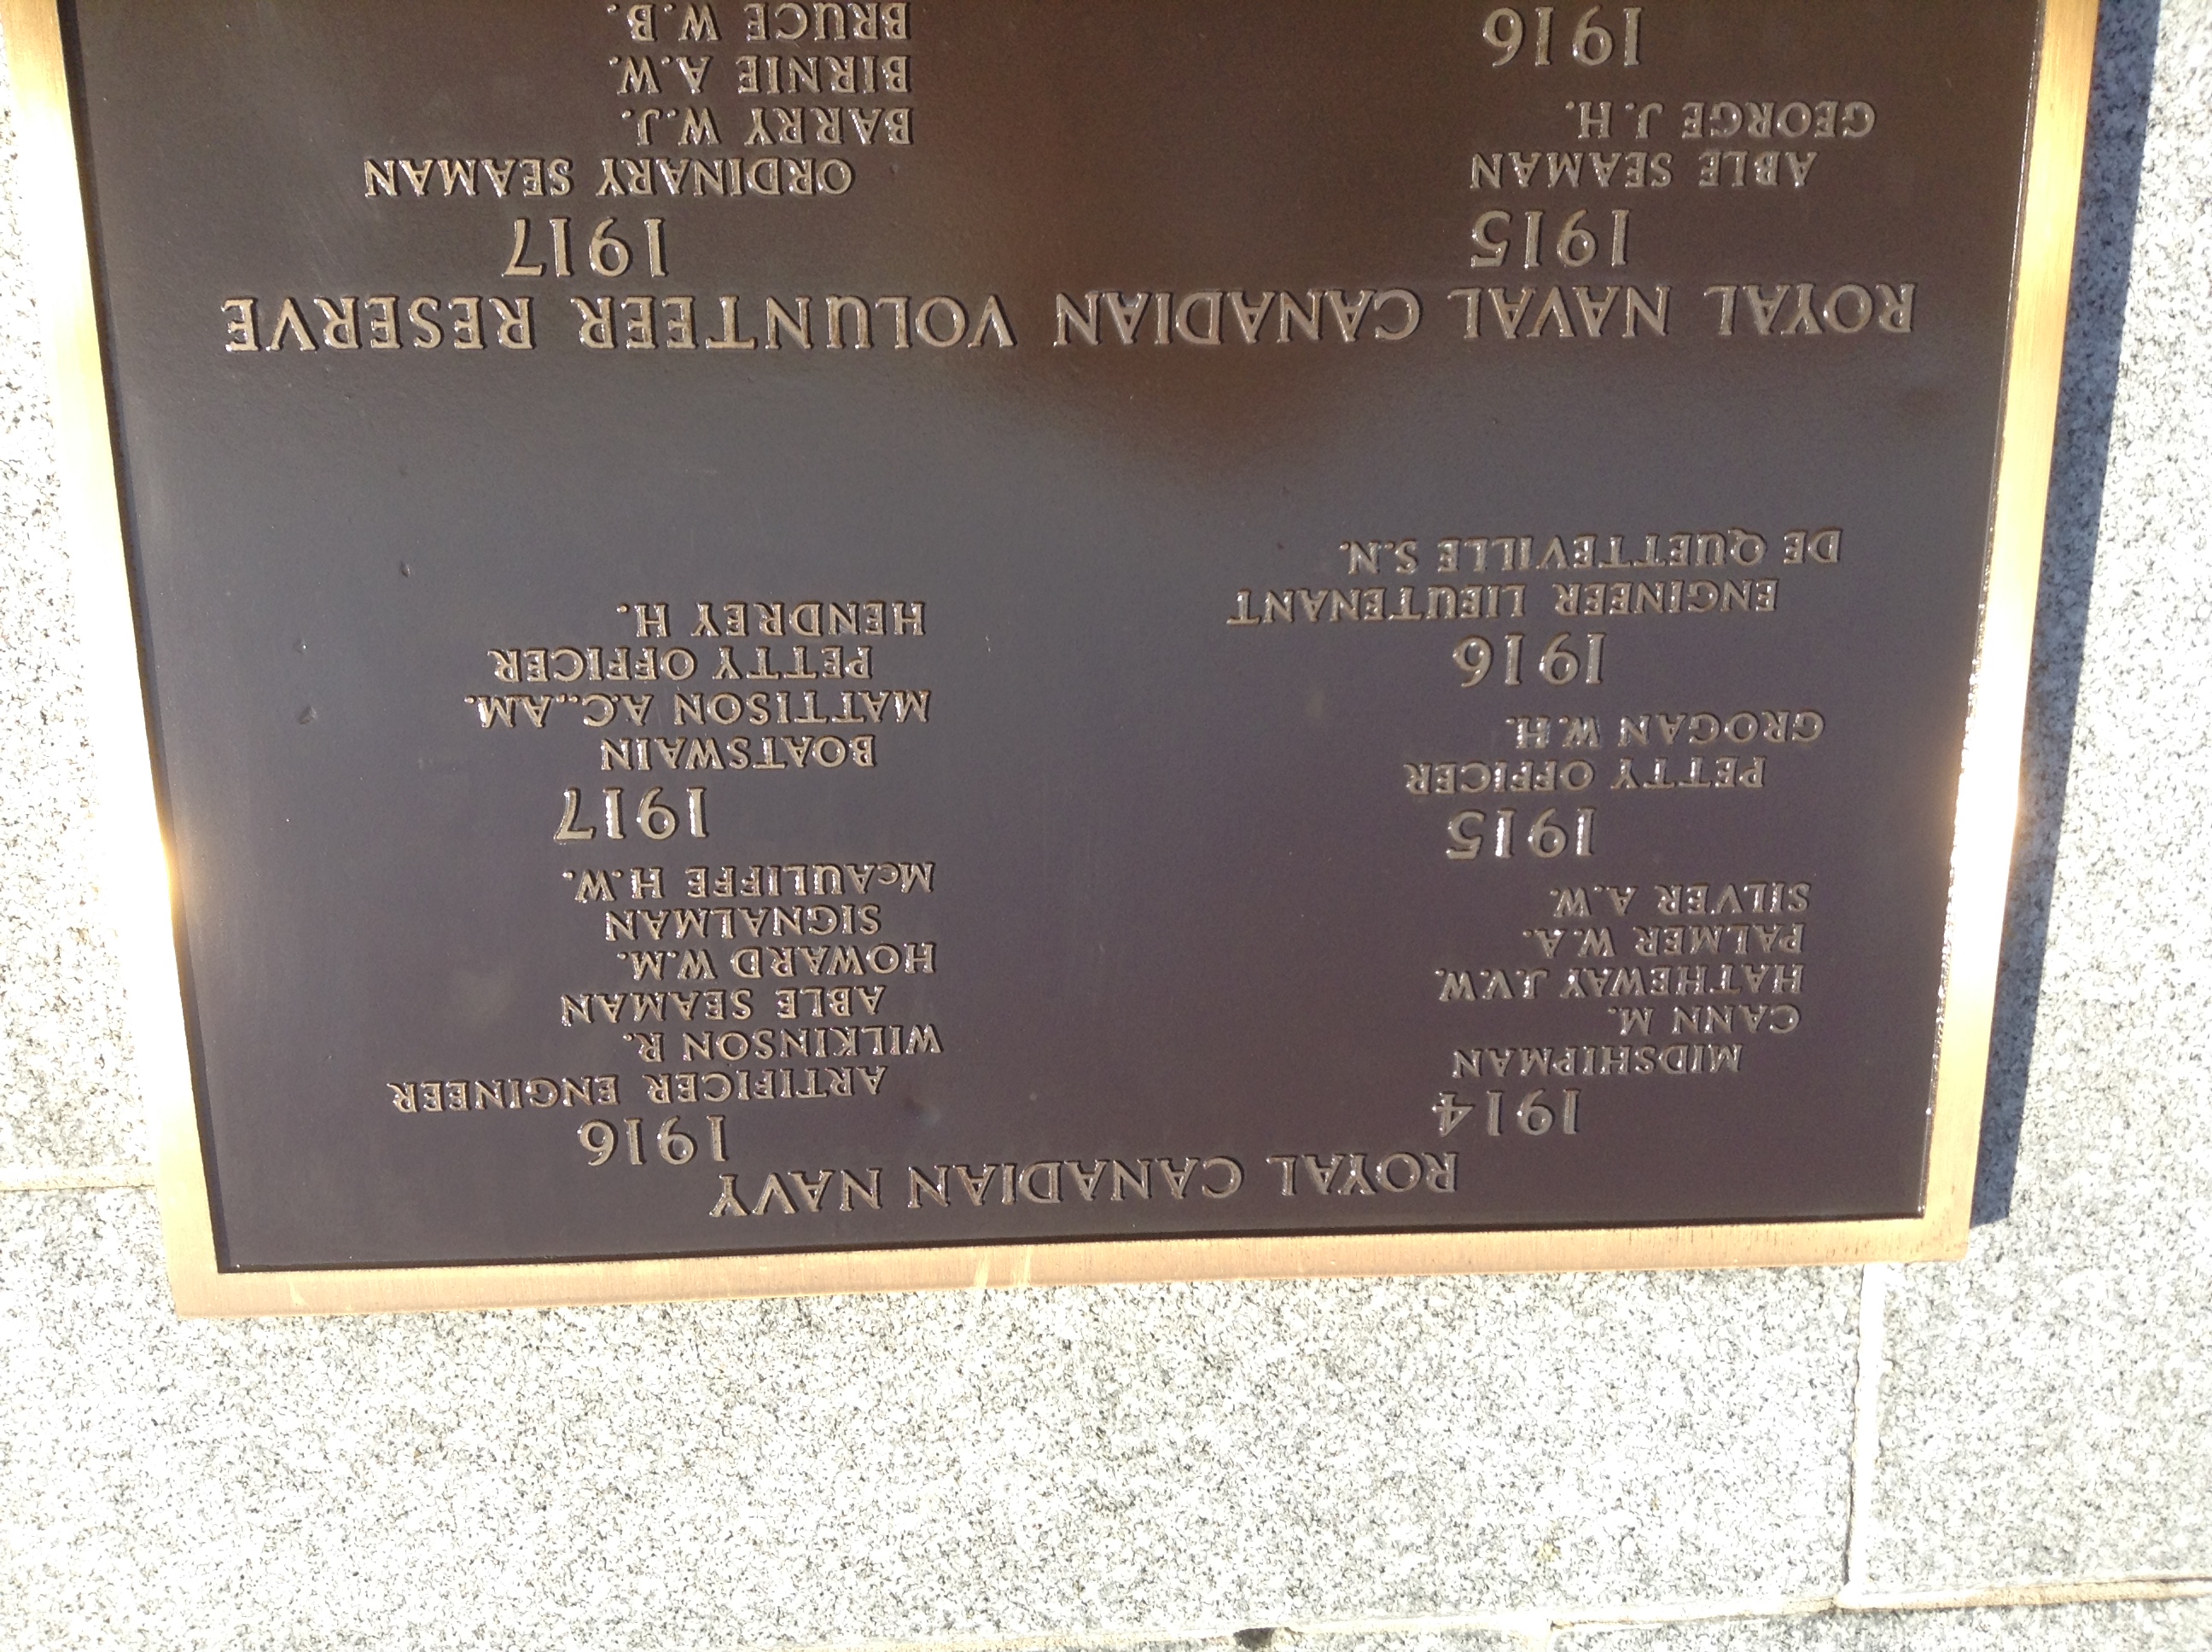 ROYAL CANADIAN NAVY
1914
MIDSHIPMAN
CANN M.
HATHEWAY J.V.W.
PALMER W.A.
SILVER A.W.
1915
PETTY OFFICER
GROGAN W.H.
1916
ENGINEER LIEUTENANT
DE QUETTEVILLE S.N.
1916
ARTIFICER ENGINEER
WILKINSON R.
ABLE SEAMAN
HOWARD W.M.
SIGNALMAN
McAULIFFE H.W.
1917
BOATSWAIN
MATTISON A.C.,A.M.
PETTY OFFICER
HENDREY H.
ROYAL NAVAL CANADIAN VOLUNTEER RESERVE
1915
ABLE SEAMAN
GEORGE J.H.
1916
1917
ORDINARY SEAMAN
BARRY W.J.
BIRNIE A.W.
BRUCE W.B.